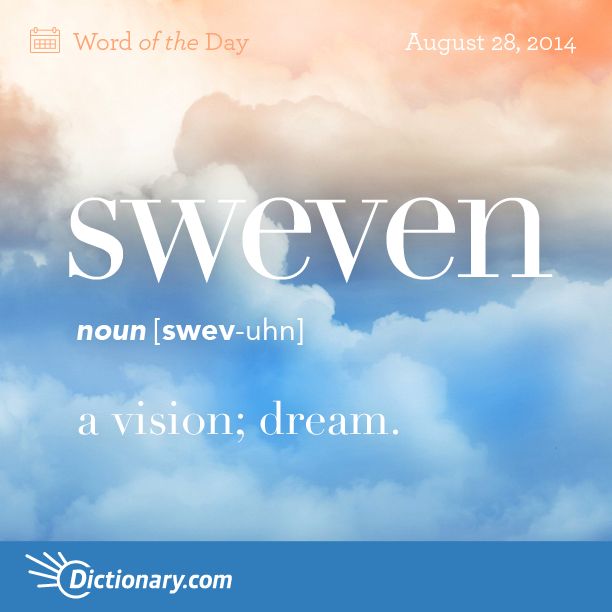 Word of the Day
August 28, 2014
sweven
noun [swev-uhn]
a vision; dream.
Dictionary.com